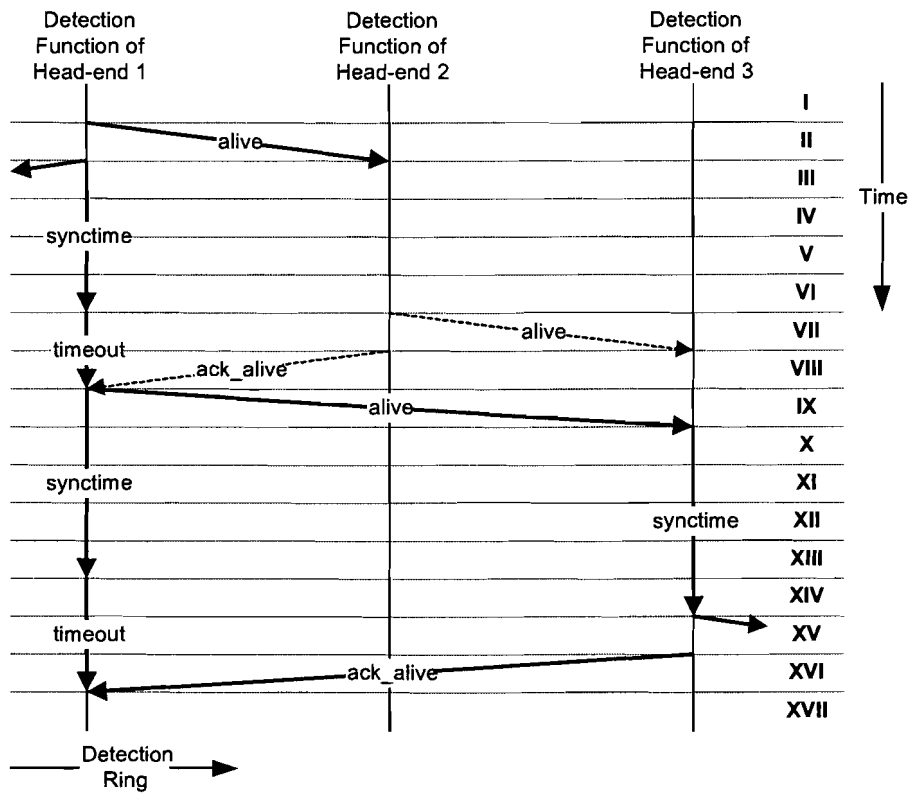 Detection
Function of
Head-end 1
Detection
Function of
Head-end 2
Detection
Function of
Head-end 3
I
alive
II
III
Time
IV
synctime
V
VI
alive
VII
timeout
ack_alive
VIII
alive
IX
X
synctime
XI
synctime
XII
XIII
XIV
timeout
XV
ack_alive
XVI
XVII
Detection
Ring